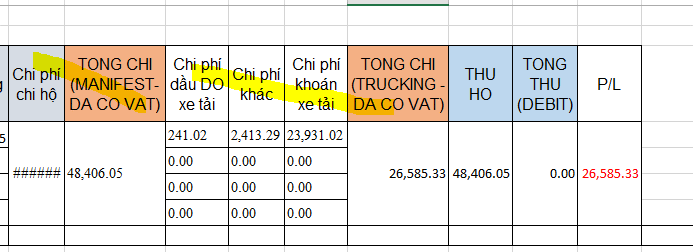 g
Chi phí
chi hộ
TONG CHI
(MANIFEST-
DA CO VAT)
Chi phí
dầu DO
xe tải
Chi phí
khác
Chi phí
khoán
xe tải
TONG CHI
(TRUCKING -
DA CO VAT)
THU
HO
TONG
THU
(DEBIT)
P/L
5
###### 48,406.05
241.02 2,413.29 23,931.02
0.00 0.00 0.00
0.00 0.00 0.00
0.00 0.00 0.00
26,585.33 48,406.05 0.00 26,585.33